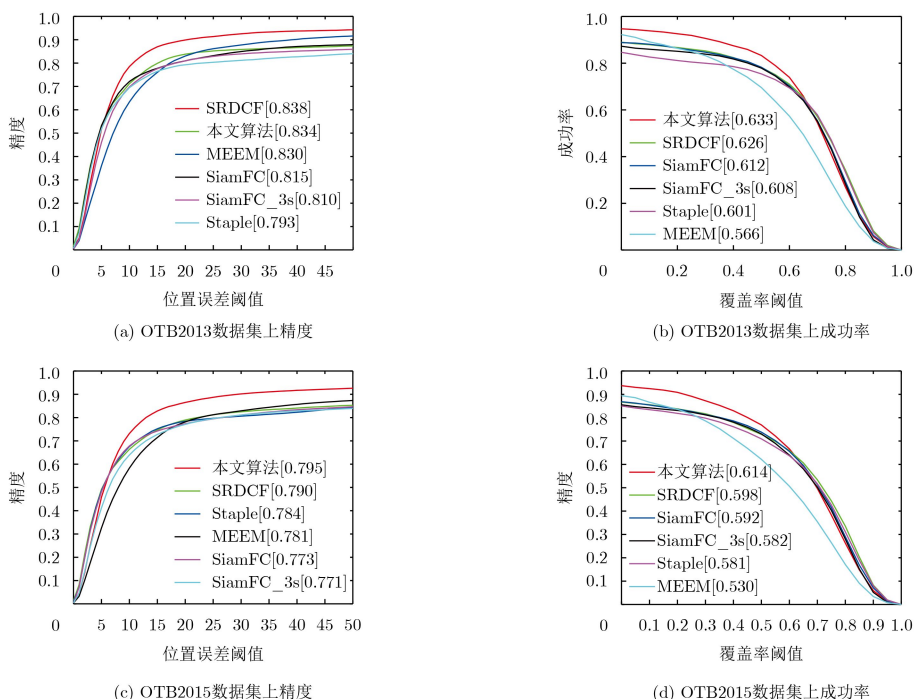 1.0
0.9
0.8
0.7
0.6
0.5
0.4
0.3
0.2
0.1
0
5 10 15 20 25 30 35 40 45
精度
位置误差阈值
SRDCF[0.838]
本文算法[0.834]
MEEM[0.830]
SiamFC[0.815]
SiamFC_3s[0.810]
Staple[0.793]
(a) OTB2013数据集上精度
1.0
0.8
0.6
0.4
0.2
0
0.2 0.4 0.6 0.8 1.0
成功率
覆盖率阈值
本文算法[0.633]
SRDCF[0.626]
SiamFC[0.612]
SiamFC_3s[0.608]
Staple[0.601]
MEEM[0.566]
(b) OTB2013数据集上成功率
1.0
0.9
0.8
0.7
0.6
0.5
0.4
0.3
0.2
0.1
0
5 10 15 20 25 30 35 40 45 50
精度
位置误差阈值
本文算法[0.795]
SRDCF[0.790]
Staple[0.784]
MEEM[0.781]
SiamFC[0.773]
SiamFC_3s[0.771]
(c) OTB2015数据集上精度
1.0
0.9
0.8
0.7
0.6
0.5
0.4
0.3
0.2
0.1
0
0.1 0.2 0.3 0.4 0.5 0.6 0.7 0.8 0.9 1.0
精度
覆盖率阈值
本文算法[0.614]
SRDCF[0.598]
SiamFC[0.592]
SiamFC_3s[0.582]
Staple[0.581]
MEEM[0.530]
(d) OTB2015数据集上成功率